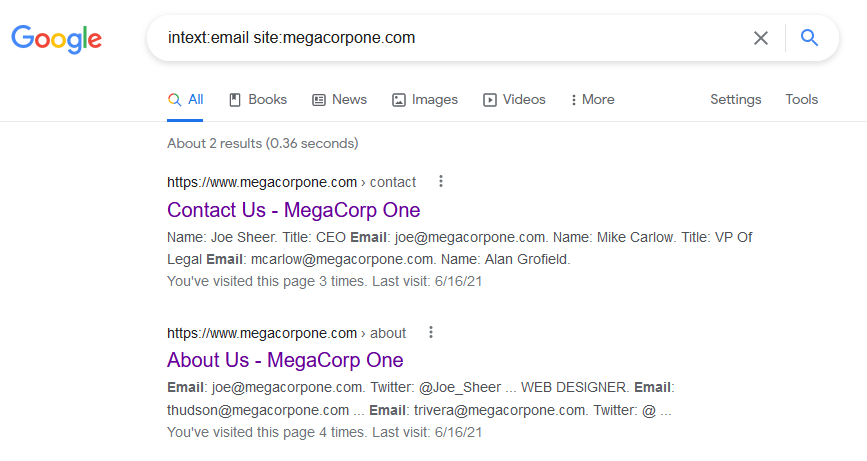 Google
intext:email site:megacorpone.com
All Books News Images Videos More Settings Tools
About 2 results (0.36 seconds)
https://www.megacorpone.com › contact
Contact Us - MegaCorp One
Name: Joe Sheer. Title: CEO Email: joe@megacorpone.com. Name: Mike Carlow. Title: VP Of
Legal Email: mcarlow@megacorpone.com. Name: Alan Grofield.
You've visited this page 3 times. Last visit: 6/16/21
https://www.megacorpone.com › about
About Us - MegaCorp One
Email: joe@megacorpone.com. Twitter: @Joe_Sheer ... WEB DESIGNER. Email:
thudson@megacorpone.com ... Email: trivera@megacorpone.com. Twitter: @ ...
You've visited this page 4 times. Last visit: 6/16/21